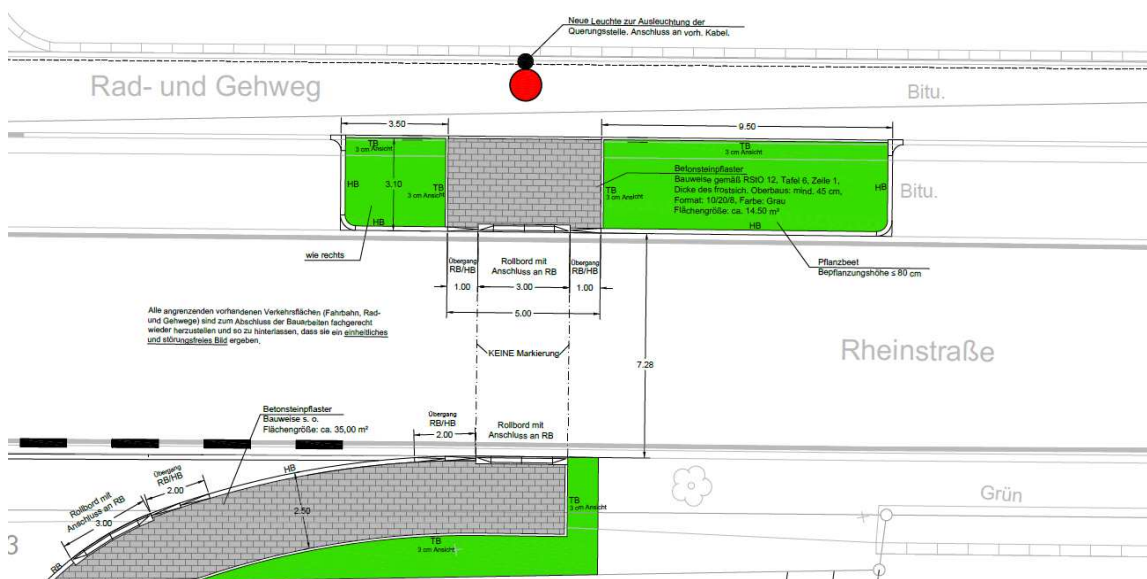 Neue Leuchte zur Ausleuchtung der
Querungsstelle. Anschluss an vorh. Kabel.
Rad- und Gehweg
Bitu.
3.50
9.50
TB
3 cm Ansicht
TB
3 cm Ansicht
HB
3.10
TB
3 cm Ansicht
HB
Betonsteinpflaster
Bauweise gemäß RStO 12, Tafel 6, Zeile 1,
Dicke des frostsich. Oberbaus: mind. 45 cm,
Format: 10/20/8, Farbe: Grau
Flächengröße: ca. 14.50 m²
TB
3 cm Ansicht
HB
Bitu.
HB
wie rechts
Pflanzbeet
Bepflanzungshöhe ≤ 80 cm
Übergang
RB/HB
Rollbord mit
Anschluss an RB
Übergang
RB/HB
1.00
3.00
1.00
5.00
Alle angrenzenden vorhandenen Verkehrsflächen (Fahrbahn, Rad-
und Gehwege) sind zum Abschluss der Bauarbeiten fachgerecht
wieder herzustellen und so zu hinterlassen, dass sie ein einheitliches
und störungsfreies Bild ergeben.
KEINE Markierung
7.28
Rheinstraße
Betonsteinpflaster
Bauweise s. o.
Flächengröße: ca. 35,00 m²
Übergang
RB/HB
2.00
Rollbord mit
Anschluss an RB
HB
Übergang
RB/HB
2.00
Rollbord mit
Anschluss an RB
3.00
2.50
TB
3 cm Ansicht
Grün
TB
3 cm Ansicht
RB
3